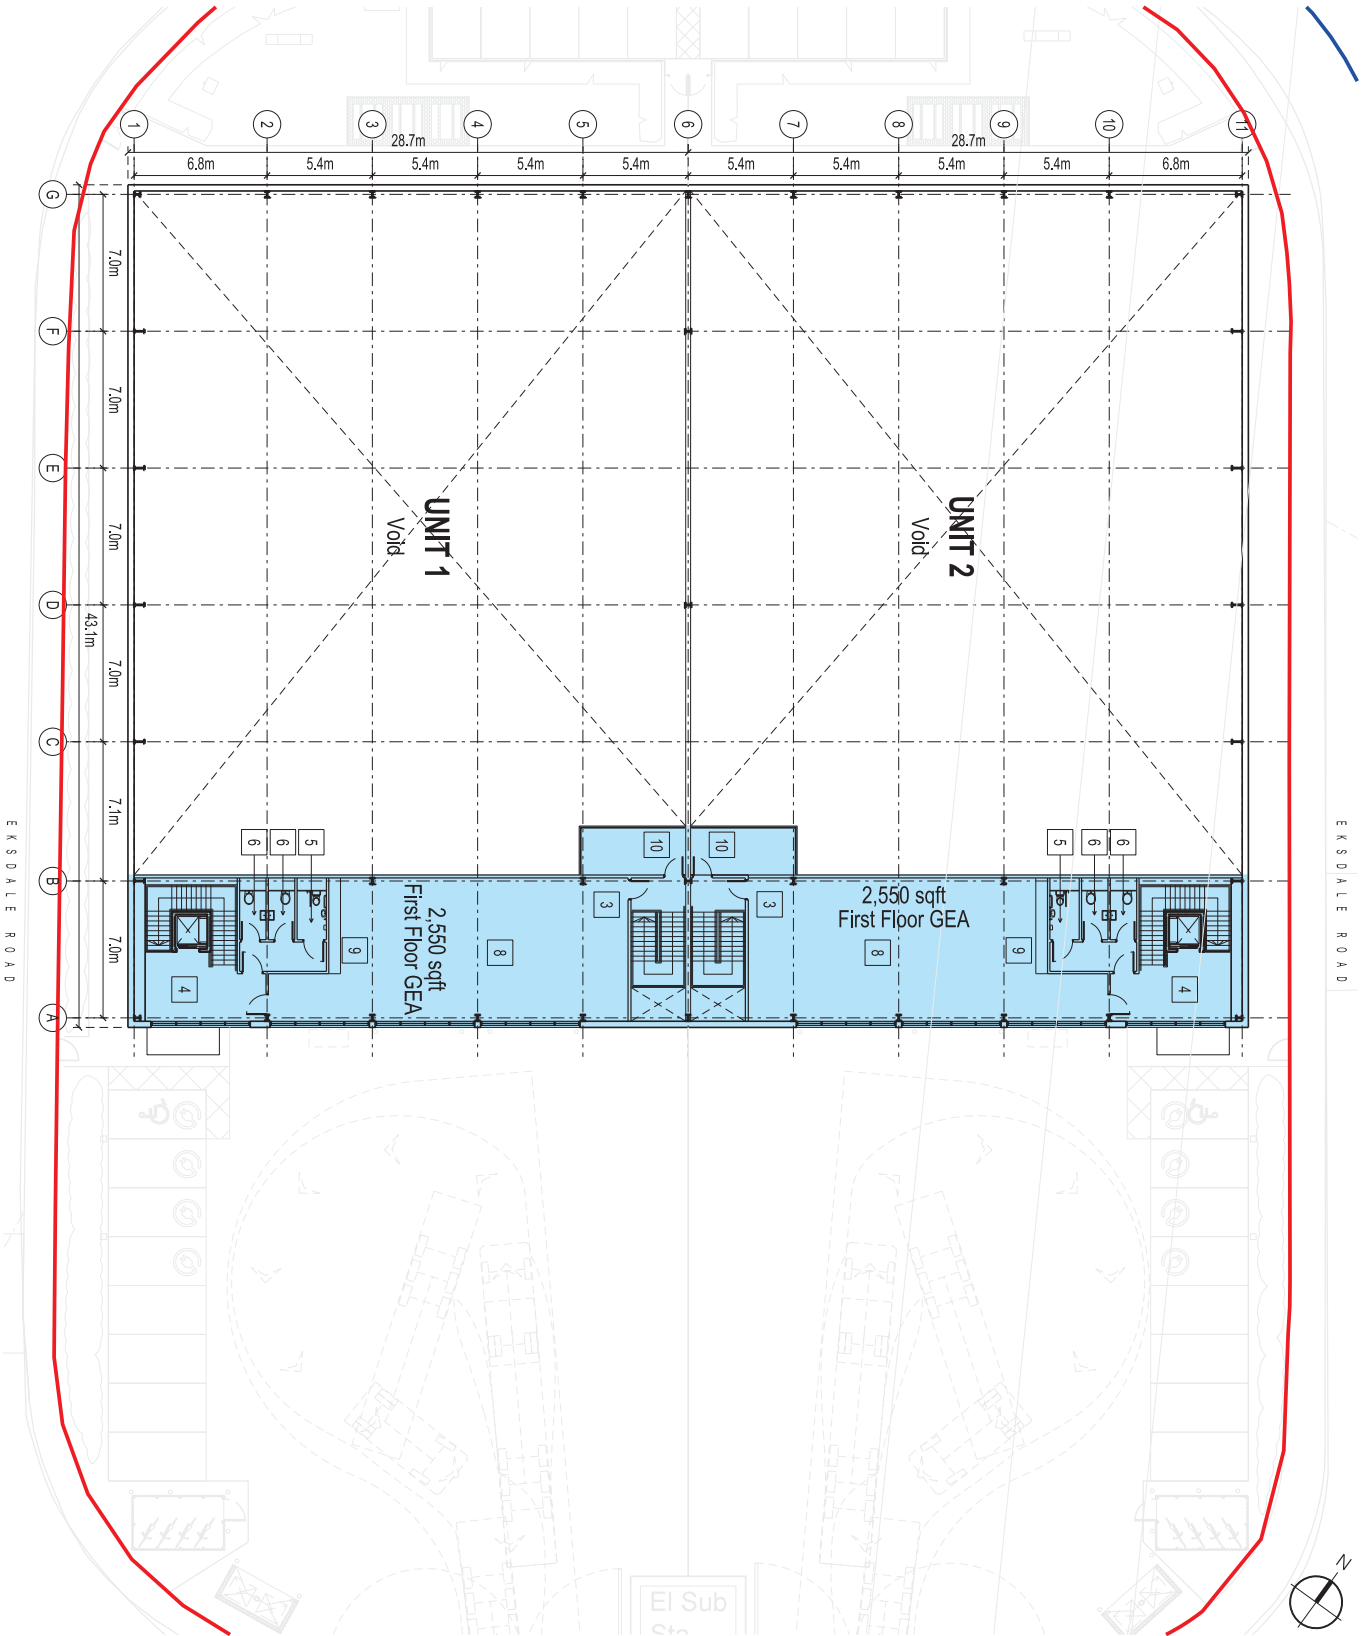 1
2
3
4
5
6
7
8
9
10
11
28.7m
28.7m
6.8m
5.4m
5.4m
5.4m
5.4m
5.4m
5.4m
5.4m
5.4m
6.8m
G
F
E
D
C
B
A
7.0m
7.0m
7.0m
7.0m
7.1m
7.0m
43.1m
UNIT 1
Void
UNIT 2
Void
10
10
6
6
5
5
6
6
3
3
2,550 sqft
First Floor GEA
2,550 sqft
First Floor GEA
9
8
8
9
4
4
X
X
EKSDALE ROAD
EKSDALE ROAD
El Sub
Sta
N